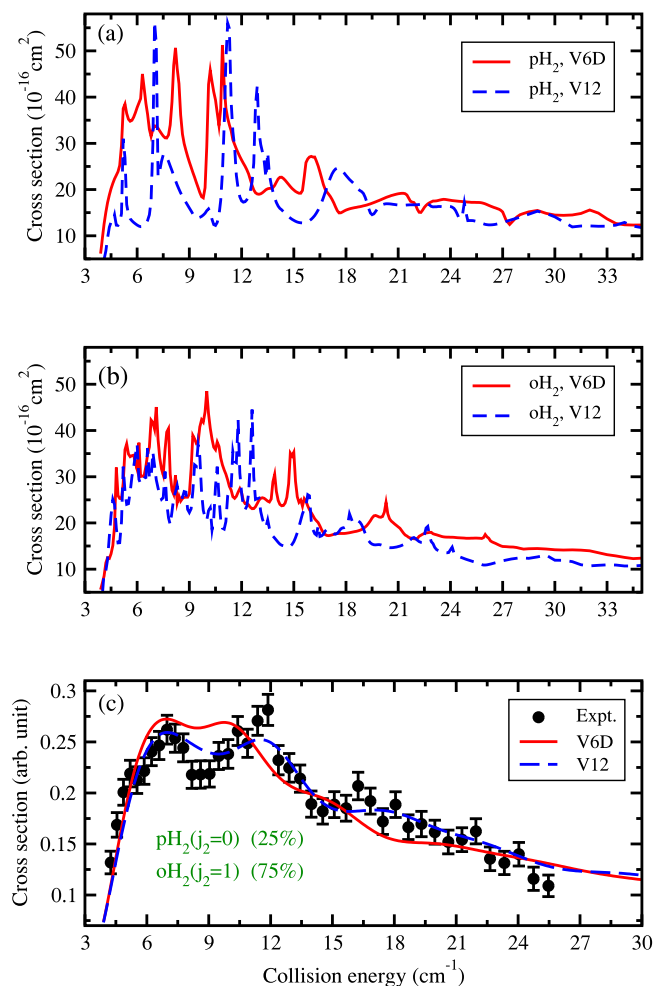 (a)
pH2, V6D
pH2, V12
Cross section (10-16 cm2)
50
40
30
20
10
3 6 9 12 15 18 21 24 27 30 33
(b)
oH2, V6D
oH2, V12
Cross section (10-16 cm2)
50
40
30
20
10
3 6 9 12 15 18 21 24 27 30 33
(c)
Expt.
V6D
V12
Cross section (arb. unit)
0.3
0.25
0.2
0.15
0.1
pH2(j2=0) (25%)
oH2(j2=1) (75%)
3 6 9 12 15 18 21 24 27 30
Collision energy (cm-1)